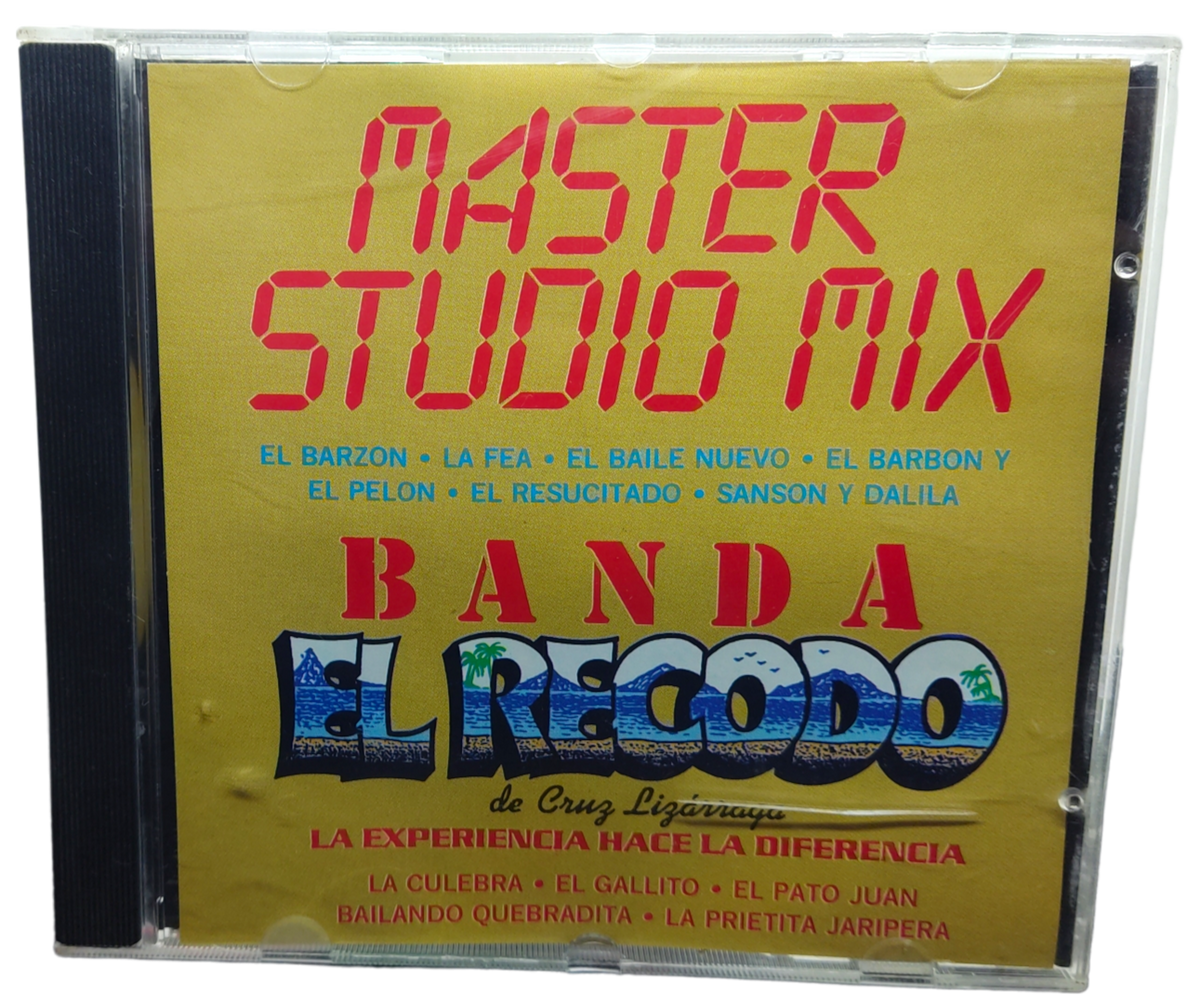 MASTER
STUDIO MIX
EL BARZON • LA FEA • EL BAILE NUEVO • EL BARBON Y
EL PELON • EL RESUCITADO • SANSON Y DALILA
BANDA
EL RECODO
de Cruz Lizárraga
LA EXPERIENCIA HACE LA DIFERENCIA
LA CULEBRA • EL GALLITO • EL PATO JUAN
BAILANDO QUEBRADITA • LA PRIETITA JARIPERA